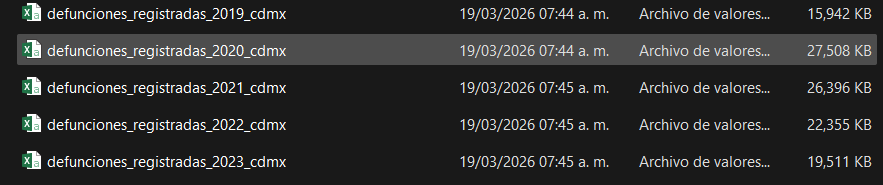 defunciones_registradas_2019_cdmx 19/03/2026 07:44 a. m. Archivo de valores... 15,942 KB
defunciones_registradas_2020_cdmx 19/03/2026 07:44 a. m. Archivo de valores... 27,508 KB
defunciones_registradas_2021_cdmx 19/03/2026 07:45 a. m. Archivo de valores... 26,396 KB
defunciones_registradas_2022_cdmx 19/03/2026 07:45 a. m. Archivo de valores... 22,355 KB
defunciones_registradas_2023_cdmx 19/03/2026 07:45 a. m. Archivo de valores... 19,511 KB